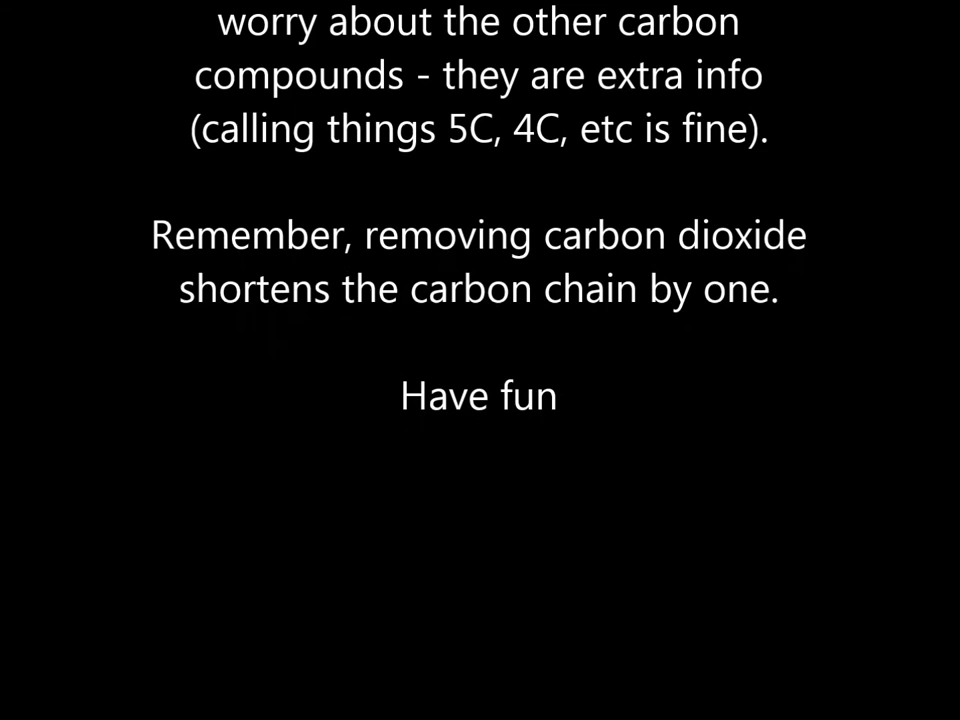 worry about the other carbon
compounds - they are extra info
(calling things 5C, 4C, etc is fine).
Remember, removing carbon dioxide
shortens the carbon chain by one.
Have fun